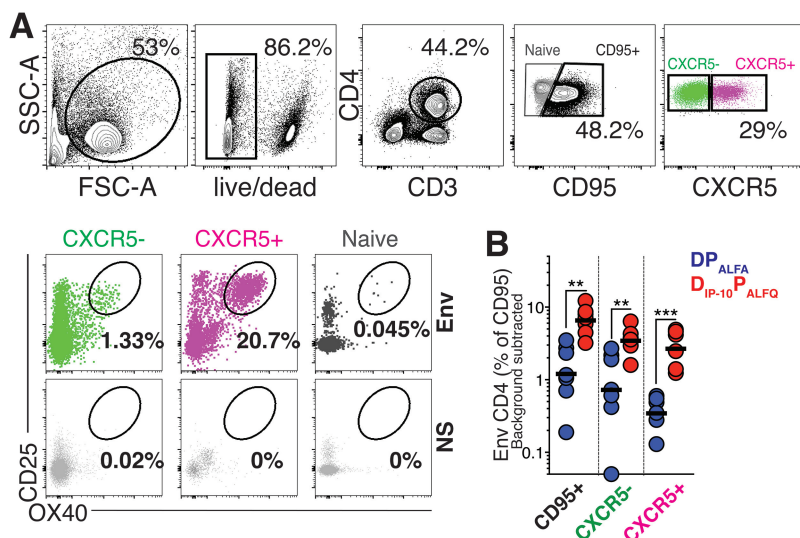 A
53%
86.2%
44.2%
Naive
CD95+
48.2%
CXCR5-
CXCR5+
29%
SSC-A
CD4
FSC-A
live/dead
CD3
CD95
CXCR5
CXCR5-
CXCR5+
Naive
1.33%
20.7%
0.045%
Env
0.02%
0%
0%
NS
CD25
OX40
B
DPALFA
DIP-10PALFQ
Env CD4 (% of CD95)
Background subtracted
10
1
0.1
**
**
***
CD95+
CXCR5-
CXCR5+